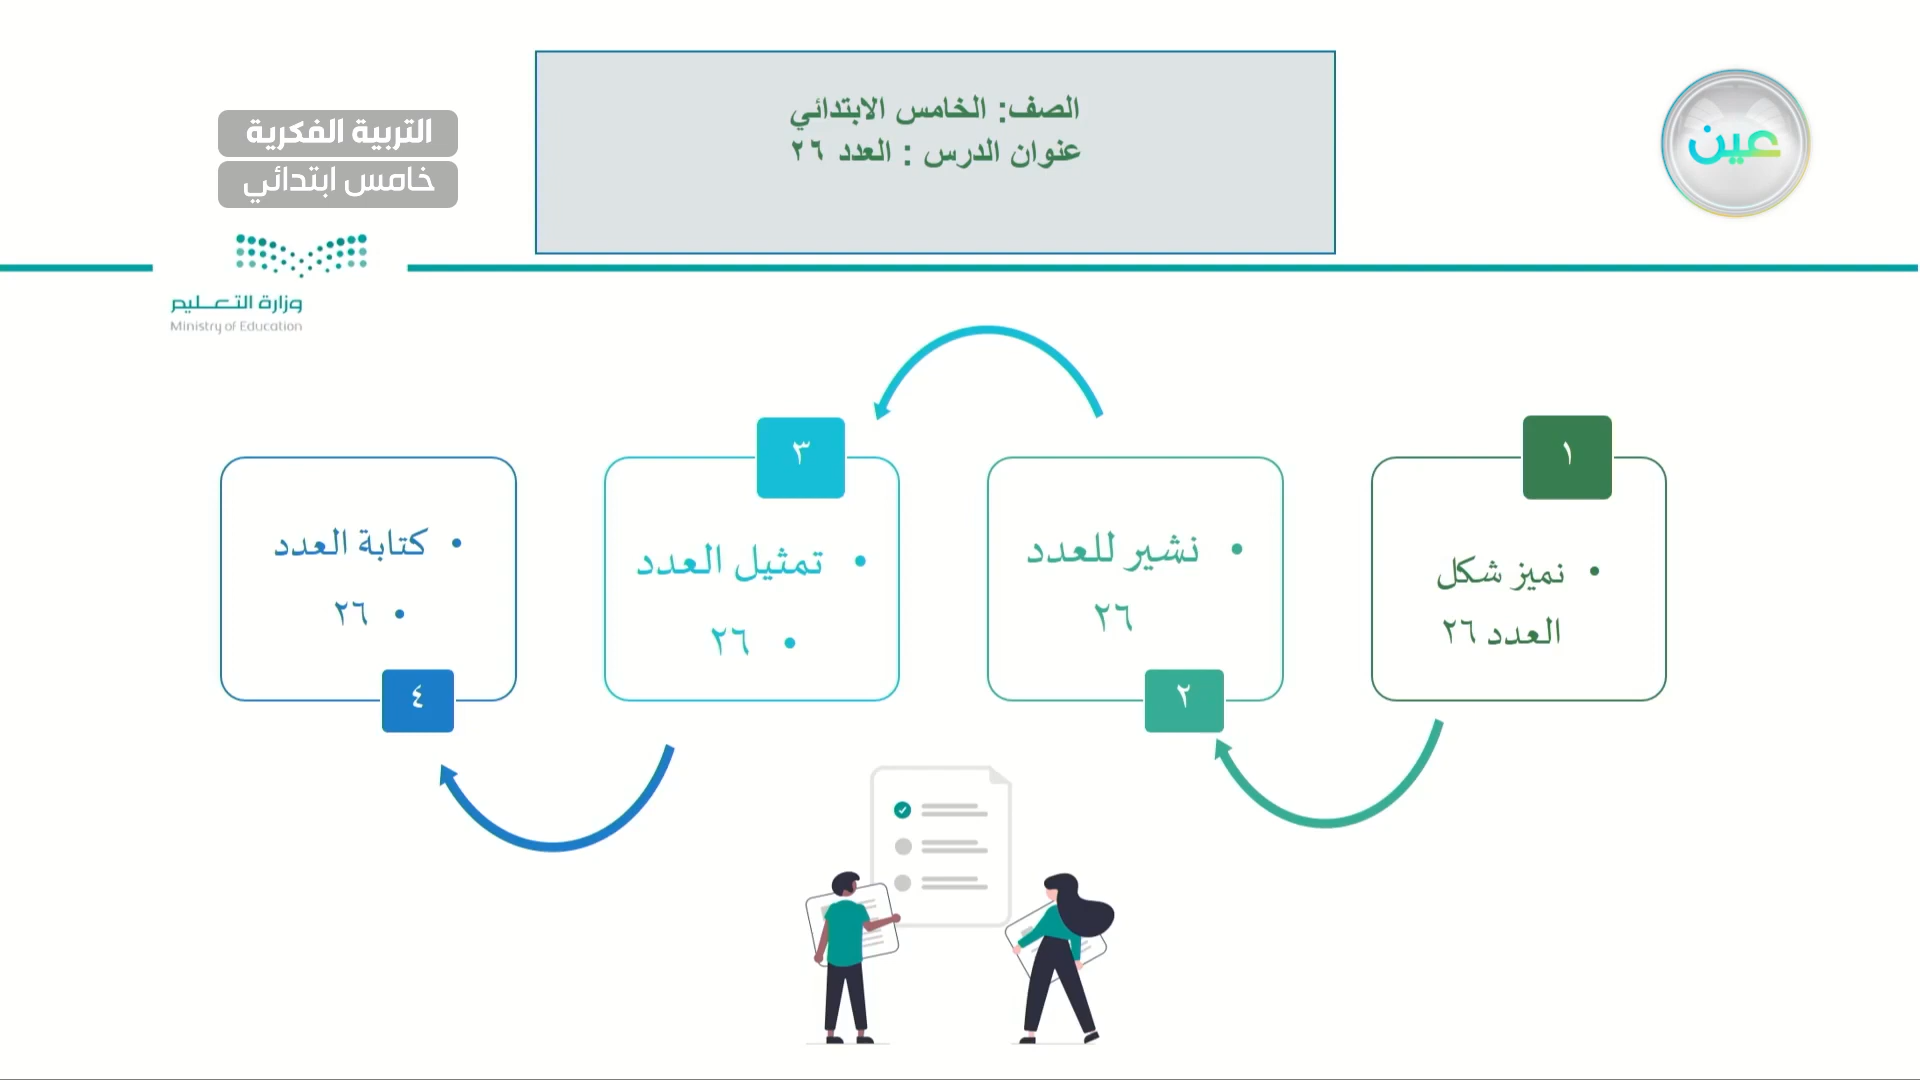 الصف: الخامس الابتدائي
عنوان الدرس : العدد ٢٦
عين
التربية الفكرية
خامس ابتدائي
وزارة التعليم
Ministry of Education
١
نميز شكل
العدد ٢٦
نشير للعدد
٢٦
٢
٣
تمثيل العدد
٢٦
كتابة العدد
٢٦
٤